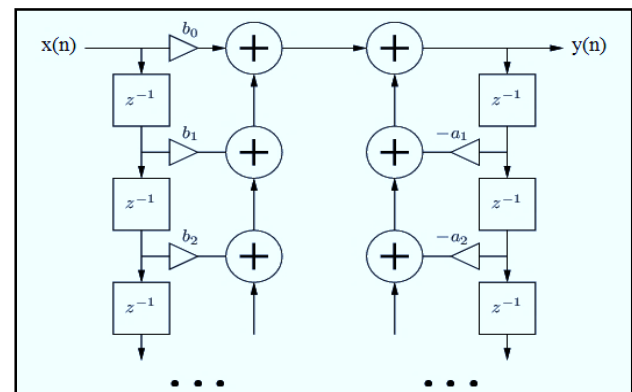 x(n) b₀ + + y(n)
z⁻¹ z⁻¹
b₁ + + −a₁
z⁻¹ z⁻¹
b₂ + + −a₂
z⁻¹ z⁻¹
• • • • • •